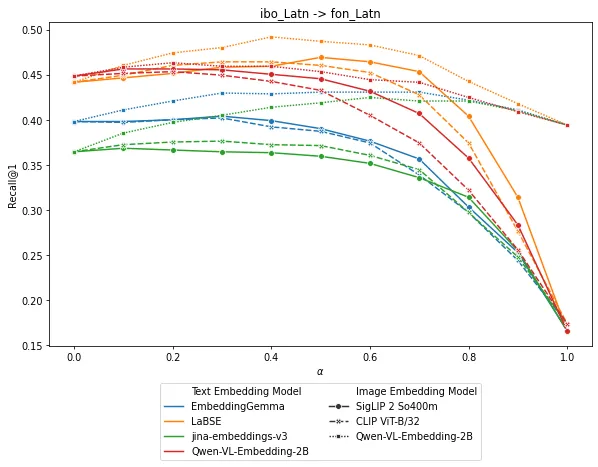 ibo_Latn -> fon_Latn
Recall@1
0.50
0.45
0.40
0.35
0.30
0.25
0.20
0.15
0.0 0.2 0.4 0.6 0.8 1.0
α
Text Embedding Model Image Embedding Model
EmbeddingGemma SigLIP 2 So400m
LaBSE CLIP ViT-B/32
jina-embeddings-v3 Qwen-VL-Embedding-2B
Qwen-VL-Embedding-2B